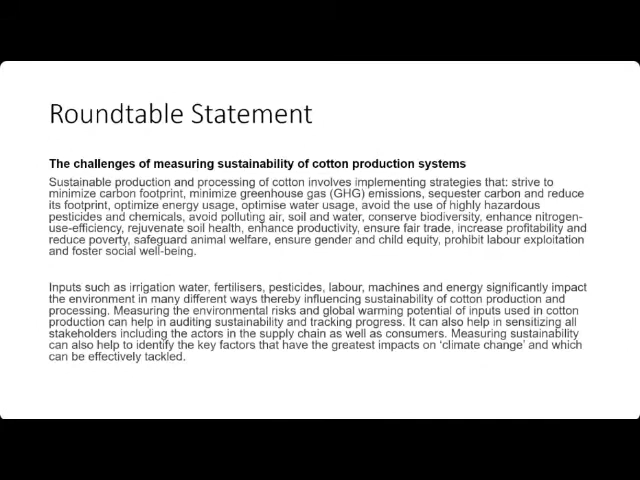 Roundtable Statement
The challenges of measuring sustainability of cotton production systems
Sustainable production and processing of cotton involves implementing strategies that: strive to
minimize carbon footprint, minimize greenhouse gas (GHG) emissions, sequester carbon and reduce
its footprint, optimize energy usage, optimise water usage, avoid the use of highly hazardous
pesticides and chemicals, avoid polluting air, soil and water, conserve biodiversity, enhance nitrogen-
use-efficiency, rejuvenate soil health, enhance productivity, ensure fair trade, increase profitability and
reduce poverty, safeguard animal welfare, ensure gender and child equity, prohibit labour exploitation
and foster social well-being.
Inputs such as irrigation water, fertilisers, pesticides, labour, machines and energy significantly impact
the environment in many different ways thereby influencing sustainability of cotton production and
processing. Measuring the environmental risks and global warming potential of inputs used in cotton
production can help in auditing sustainability and tracking progress. It can also help in sensitizing all
stakeholders including the actors in the supply chain as well as consumers. Measuring sustainability
can also help to identify the key factors that have the greatest impacts on ‘climate change’ and which
can be effectively tackled.